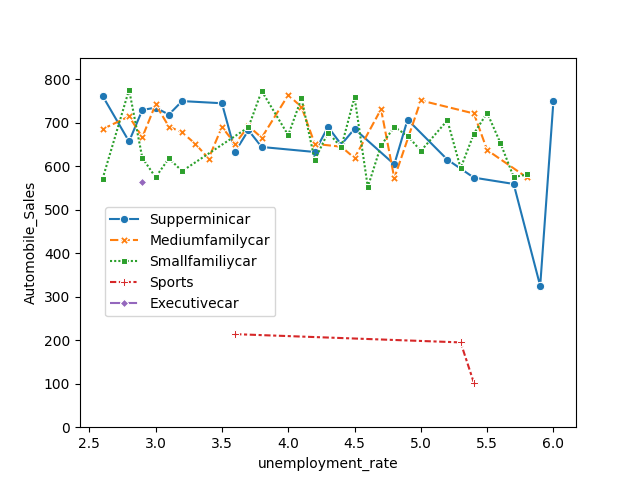 800
700
600
500
400
300
200
100
0
Automobile_Sales
Supperminicar
Mediumfamilycar
Smallfamiliycar
Sports
Executivecar
2.5 3.0 3.5 4.0 4.5 5.0 5.5 6.0
unemployment_rate